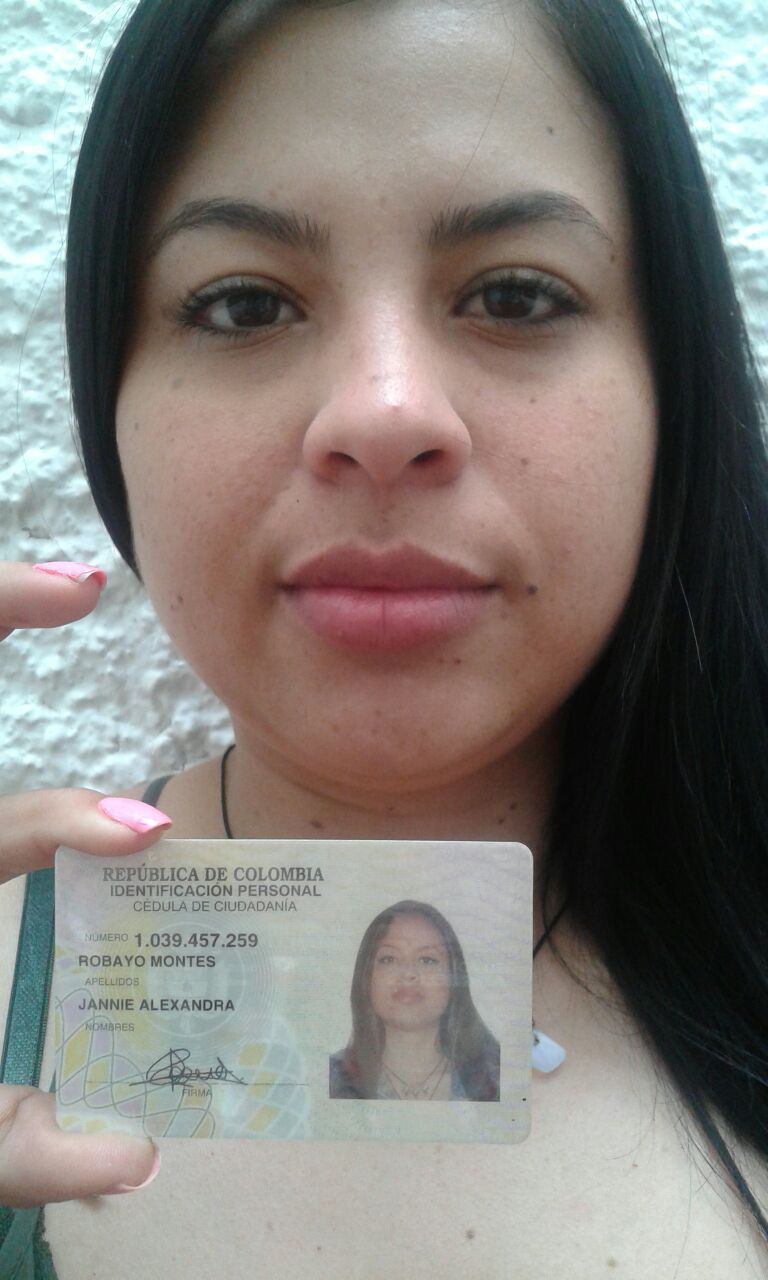 REPÚBLICA DE COLOMBIA
IDENTIFICACIÓN PERSONAL
CÉDULA DE CIUDADANÍA
NÚMERO 1.039.457.259
ROBAYO MONTES
APELLIDOS
JANNIE ALEXANDRA
NOMBRES
FIRMA